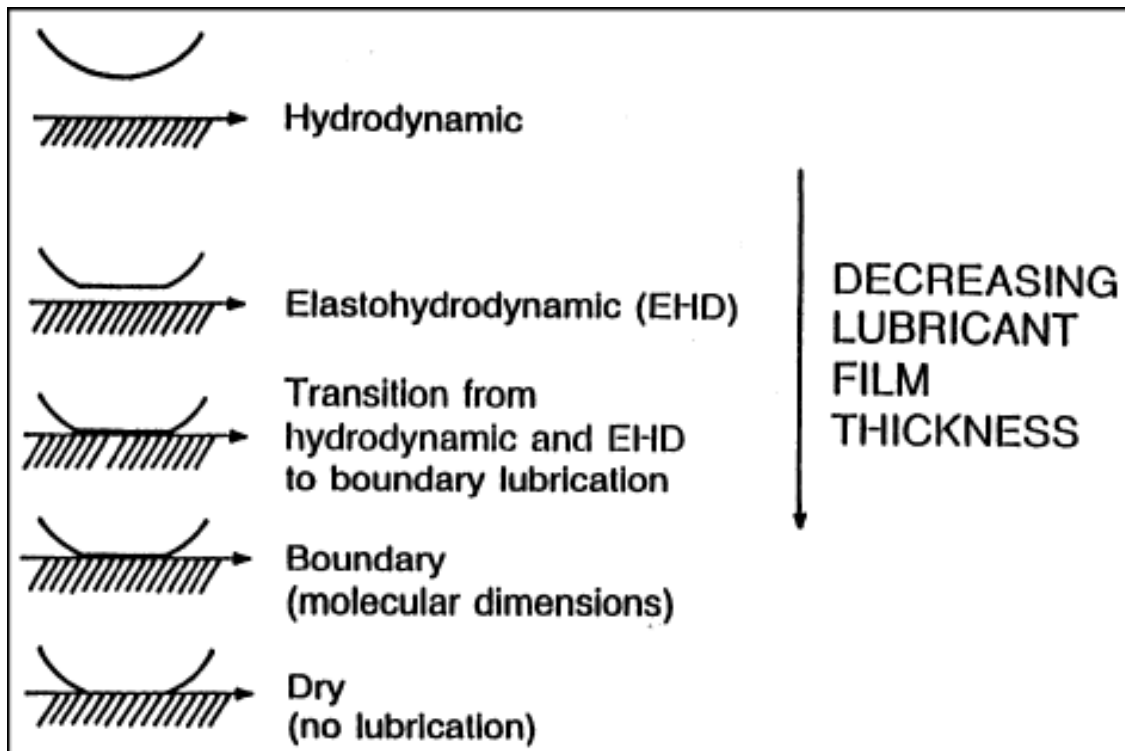 Hydrodynamic
Elastohydrodynamic (EHD)
Transition from
hydrodynamic and EHD
to boundary lubrication
Boundary
(molecular dimensions)
Dry
(no lubrication)
DECREASING
LUBRICANT
FILM
THICKNESS